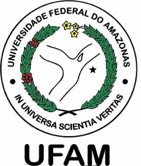 UNIVERSIDADE FEDERAL DO AMAZONAS
IN UNIVERSA SCIENTIA VERITAS
UFAM